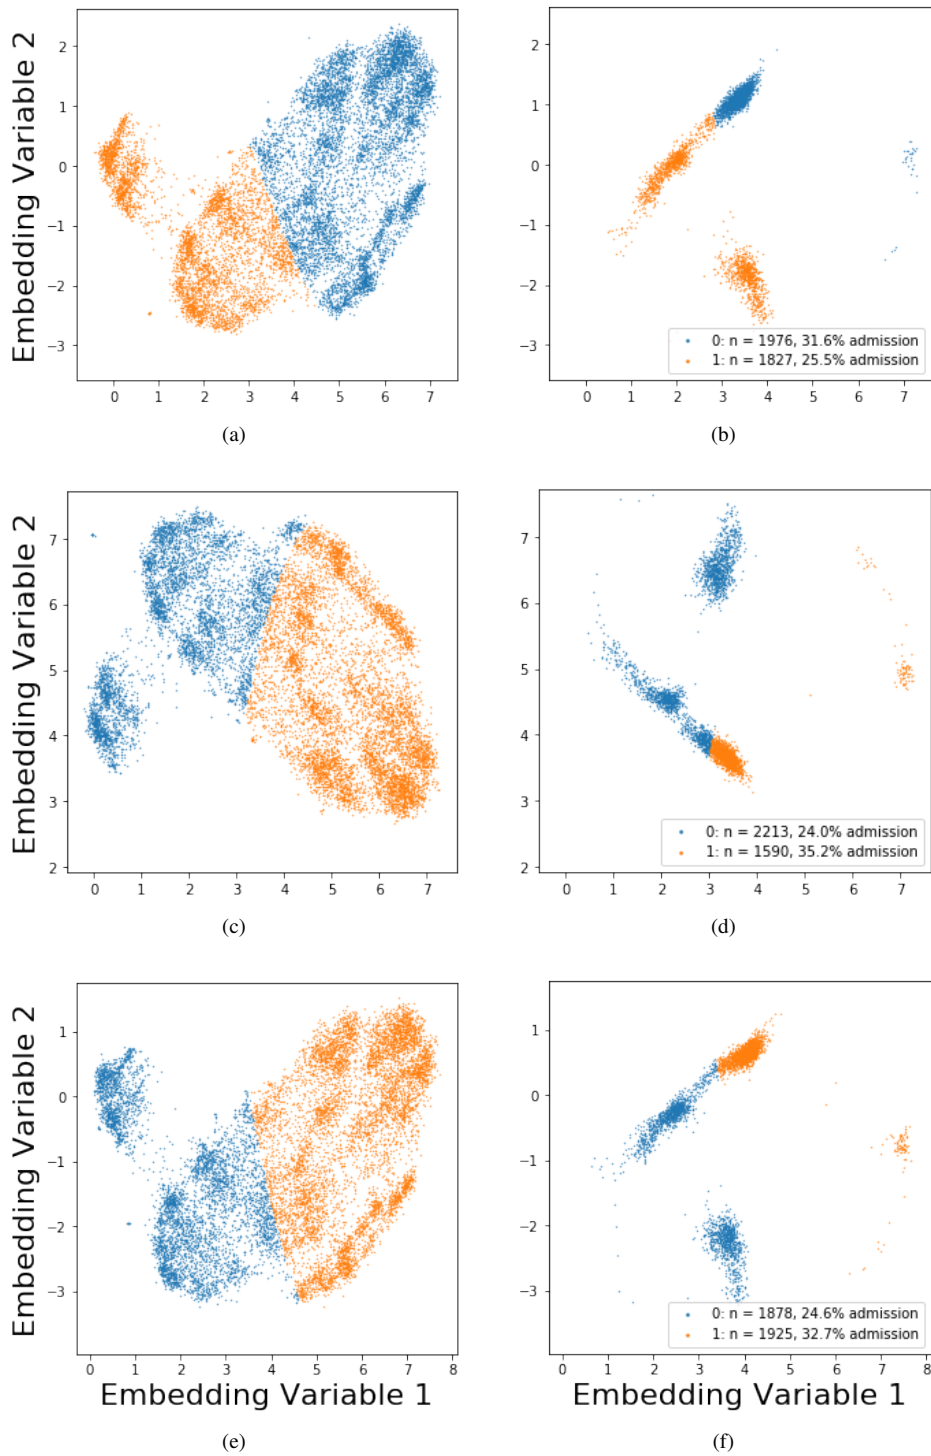 Embedding Variable 2
2
1
0
−1
−2
−3
0 1 2 3 4 5 6 7
(a)
2
1
0
−1
−2
−3
0 1 2 3 4 5 6 7
0: n = 1976, 31.6% admission
1: n = 1827, 25.5% admission
(b)
Embedding Variable 2
7
6
5
4
3
2
0 1 2 3 4 5 6 7
(c)
7
6
5
4
3
2
0 1 2 3 4 5 6 7
0: n = 2213, 24.0% admission
1: n = 1590, 35.2% admission
(d)
Embedding Variable 2
1
0
−1
−2
−3
0 1 2 3 4 5 6 7 8
Embedding Variable 1
(e)
1
0
−1
−2
−3
0 1 2 3 4 5 6 7 8
0: n = 1878, 24.6% admission
1: n = 1925, 32.7% admission
Embedding Variable 1
(f)